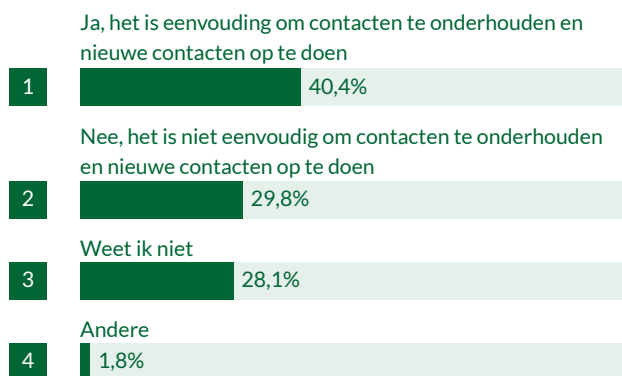 Ja, het is eenvouding om contacten te onderhouden en
nieuwe contacten op te doen
1 40,4%
Nee, het is niet eenvoudig om contacten te onderhouden
en nieuwe contacten op te doen
2 29,8%
Weet ik niet
3 28,1%
Andere
4 1,8%